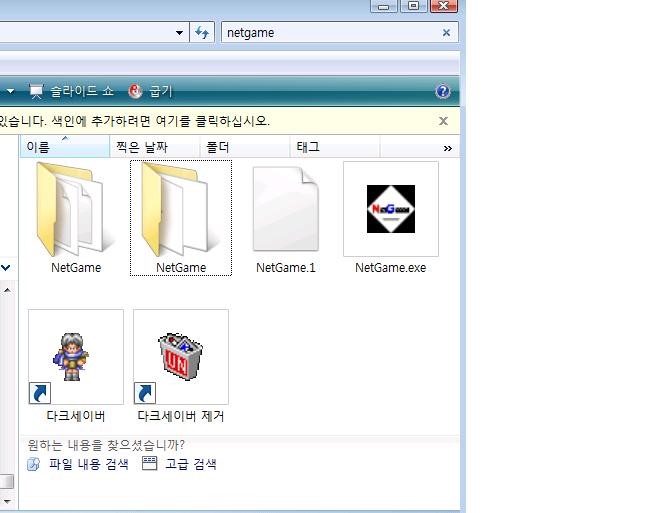 netgame
슬라이드 쇼 굽기
있습니다. 색인에 추가하려면 여기를 클릭하십시오.
이름 찍은 날짜 폴더 태그
NetGame NetGame NetGame.1 NetGame.exe
다크세이버 다크세이버 제거
원하는 내용을 찾으셨습니까?
파일 내용 검색 고급 검색